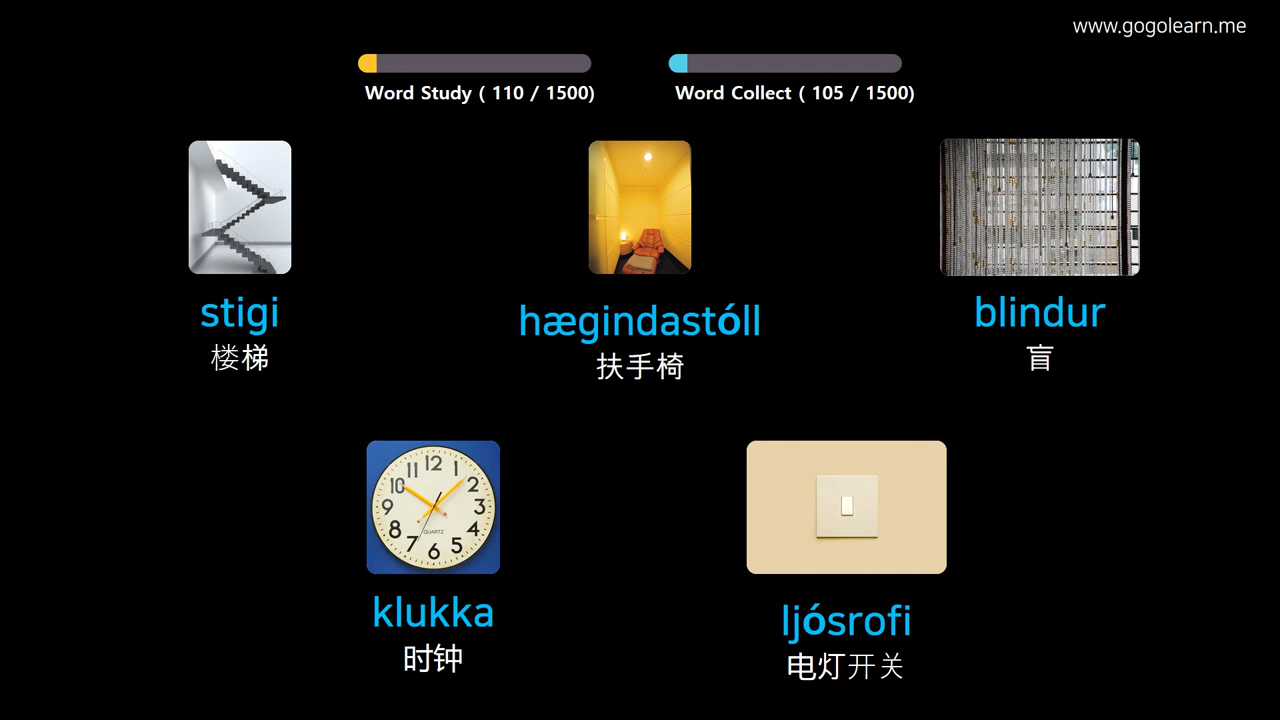 www.gogolearn.me
Word Study ( 110 / 1500)
Word Collect ( 105 / 1500)
stigi
楼梯
hægindastóll
扶手椅
blindur
盲
12
1
2
3
4
5
6
7
8
9
10
11
QUARTZ
klukka
时钟
ljósrofi
电灯开关